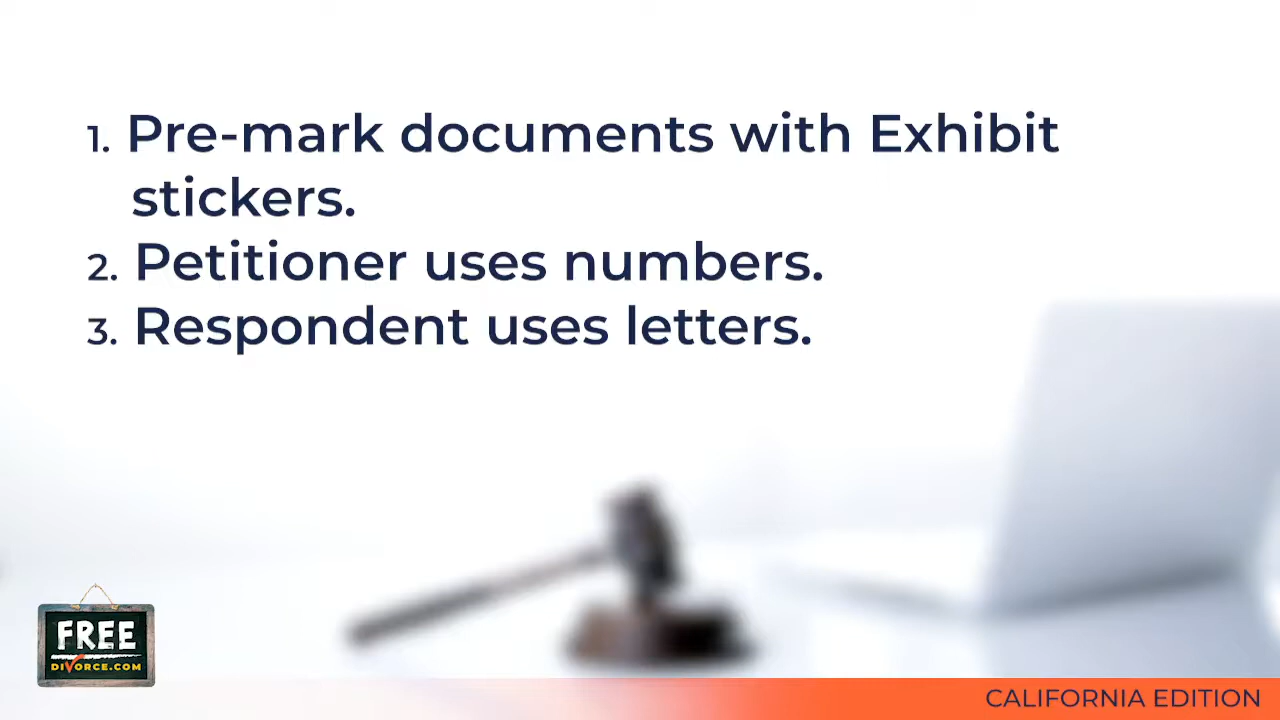 1. Pre-mark documents with Exhibit
stickers.
2. Petitioner uses numbers.
3. Respondent uses letters.
FREE
DIVORCE.COM
CALIFORNIA EDITION